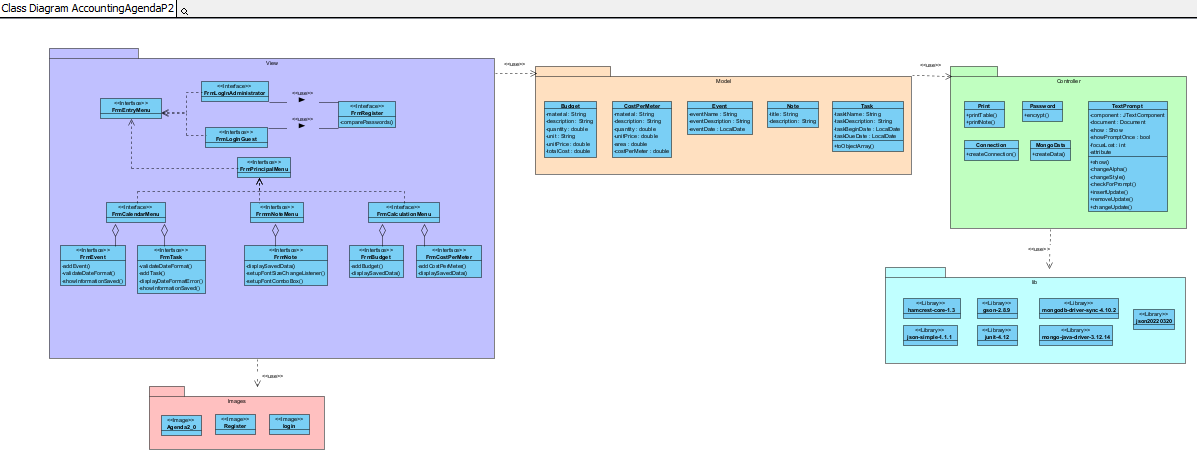 Class Diagram AccountingAgendaP2
View
<<Interface>>
FrmLoginAdministrator
<<Interface>>
FrmEntryMenu
<<use>>
<<Interface>>
FrmRegister
-comparePasswords()
<<use>>
<<Interface>>
FrmLoginGuest
<<Interface>>
FrmPrincipalMenu
<<Interface>>
FrmCalendarMenu
<<Interface>>
FrmmNoteMenu
<<Interface>>
FrmCalculationMenu
<<Interface>>
FrmEvent
-addEvent()
-validateDateFormat()
-showInformationSaved()
<<Interface>>
FrmTask
-validateDateFormat()
-addTask()
-displayDateFormatError()
-showInformationSaved()
<<Interface>>
FrmNote
-displaySavedData()
-setupFontSizeChangeListener()
-setupFontComboBox()
<<Interface>>
FrmBudget
-addBudget()
-displaySavedData()
<<Interface>>
FrmCostPerMeter
-addCostPerMeter()
-displaySavedData()
<<use>>
Images
<<Image>>
Agenda2_0
<<Image>>
Register
<<Image>>
login
<<use>>
Model
Budget
-material : String
-description : String
-quantity : double
-unit : String
-unitPrice : double
-totalCost : double
CostPerMeter
-material : String
-description : String
-quantity : double
-unitPrice : double
-area : double
-costPerMeter : double
Event
-eventName : String
-eventDescription : String
-eventDate : LocalDate
Note
-title : String
-description : String
Task
-taskName : String
-taskDescription : String
-taskBeginDate : LocalDate
-taskDueDate : LocalDate
+toObjectArray()
<<use>>
Controller
Print
+printTable()
+printNote()
Password
+encrypt()
TextPrompt
-component : JTextComponent
-document : Document
-show : Show
-showPromptOnce : bool
-focusLost : int
-attribute
+show()
+changeAlpha()
+changeStyle()
+checkForPrompt()
+insertUpdate()
+removeUpdate()
+changeUpdate()
Connection
+createConnection()
MongoData
+createData()
<<use>>
lib
<<Library>>
hamcrest-core-1.3
<<Library>>
gson-2.8.9
<<Library>>
mongodb-driver-sync-4.10.2
<<Library>>
json20220320
<<Library>>
json-simple-1.1.1
<<Library>>
junit-4.12
<<Library>>
mongo-java-driver-3.12.14